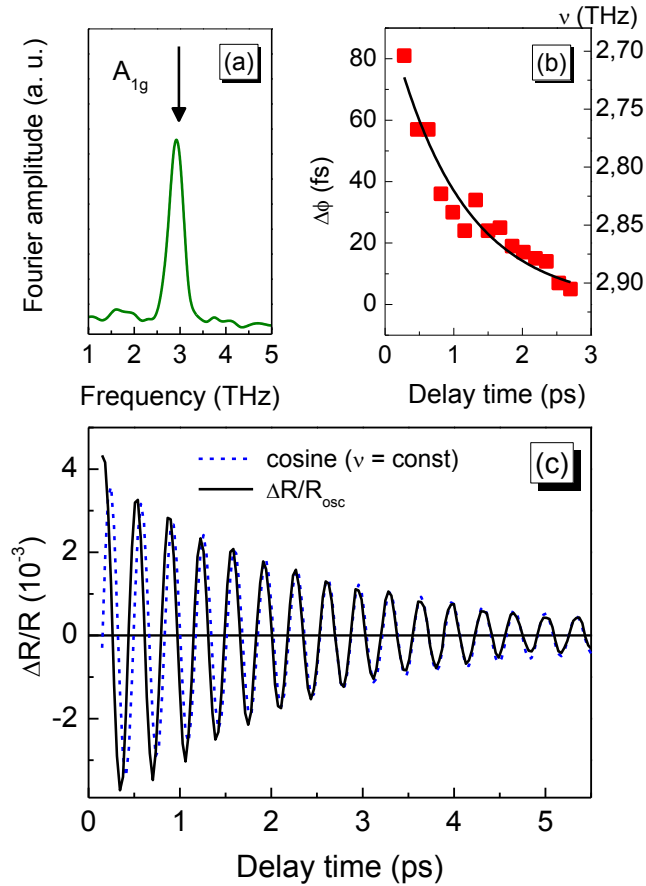 (a)
A1g
Fourier amplitude (a. u.)
1 2 3 4 5
Frequency (THz)
ν (THz)
(b)
80
60
40
20
0
Δϕ (fs)
2,70
2,75
2,80
2,85
2,90
0 1 2 3
Delay time (ps)
(c)
cosine (ν = const)
ΔR/Rosc
4
2
0
-2
ΔR/R (10-3)
0 1 2 3 4 5
Delay time (ps)